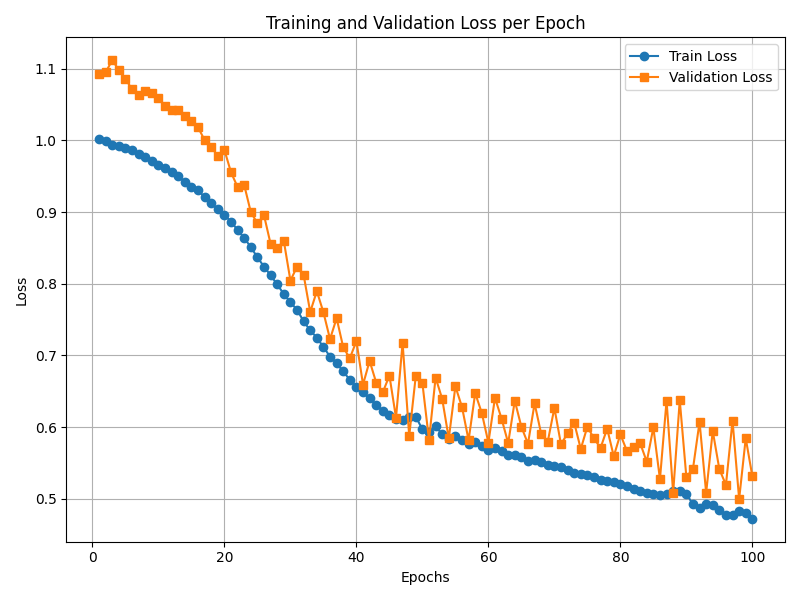 Training and Validation Loss per Epoch
Train Loss
Validation Loss
1.1
1.0
0.9
0.8
0.7
0.6
0.5
Loss
0 20 40 60 80 100
Epochs